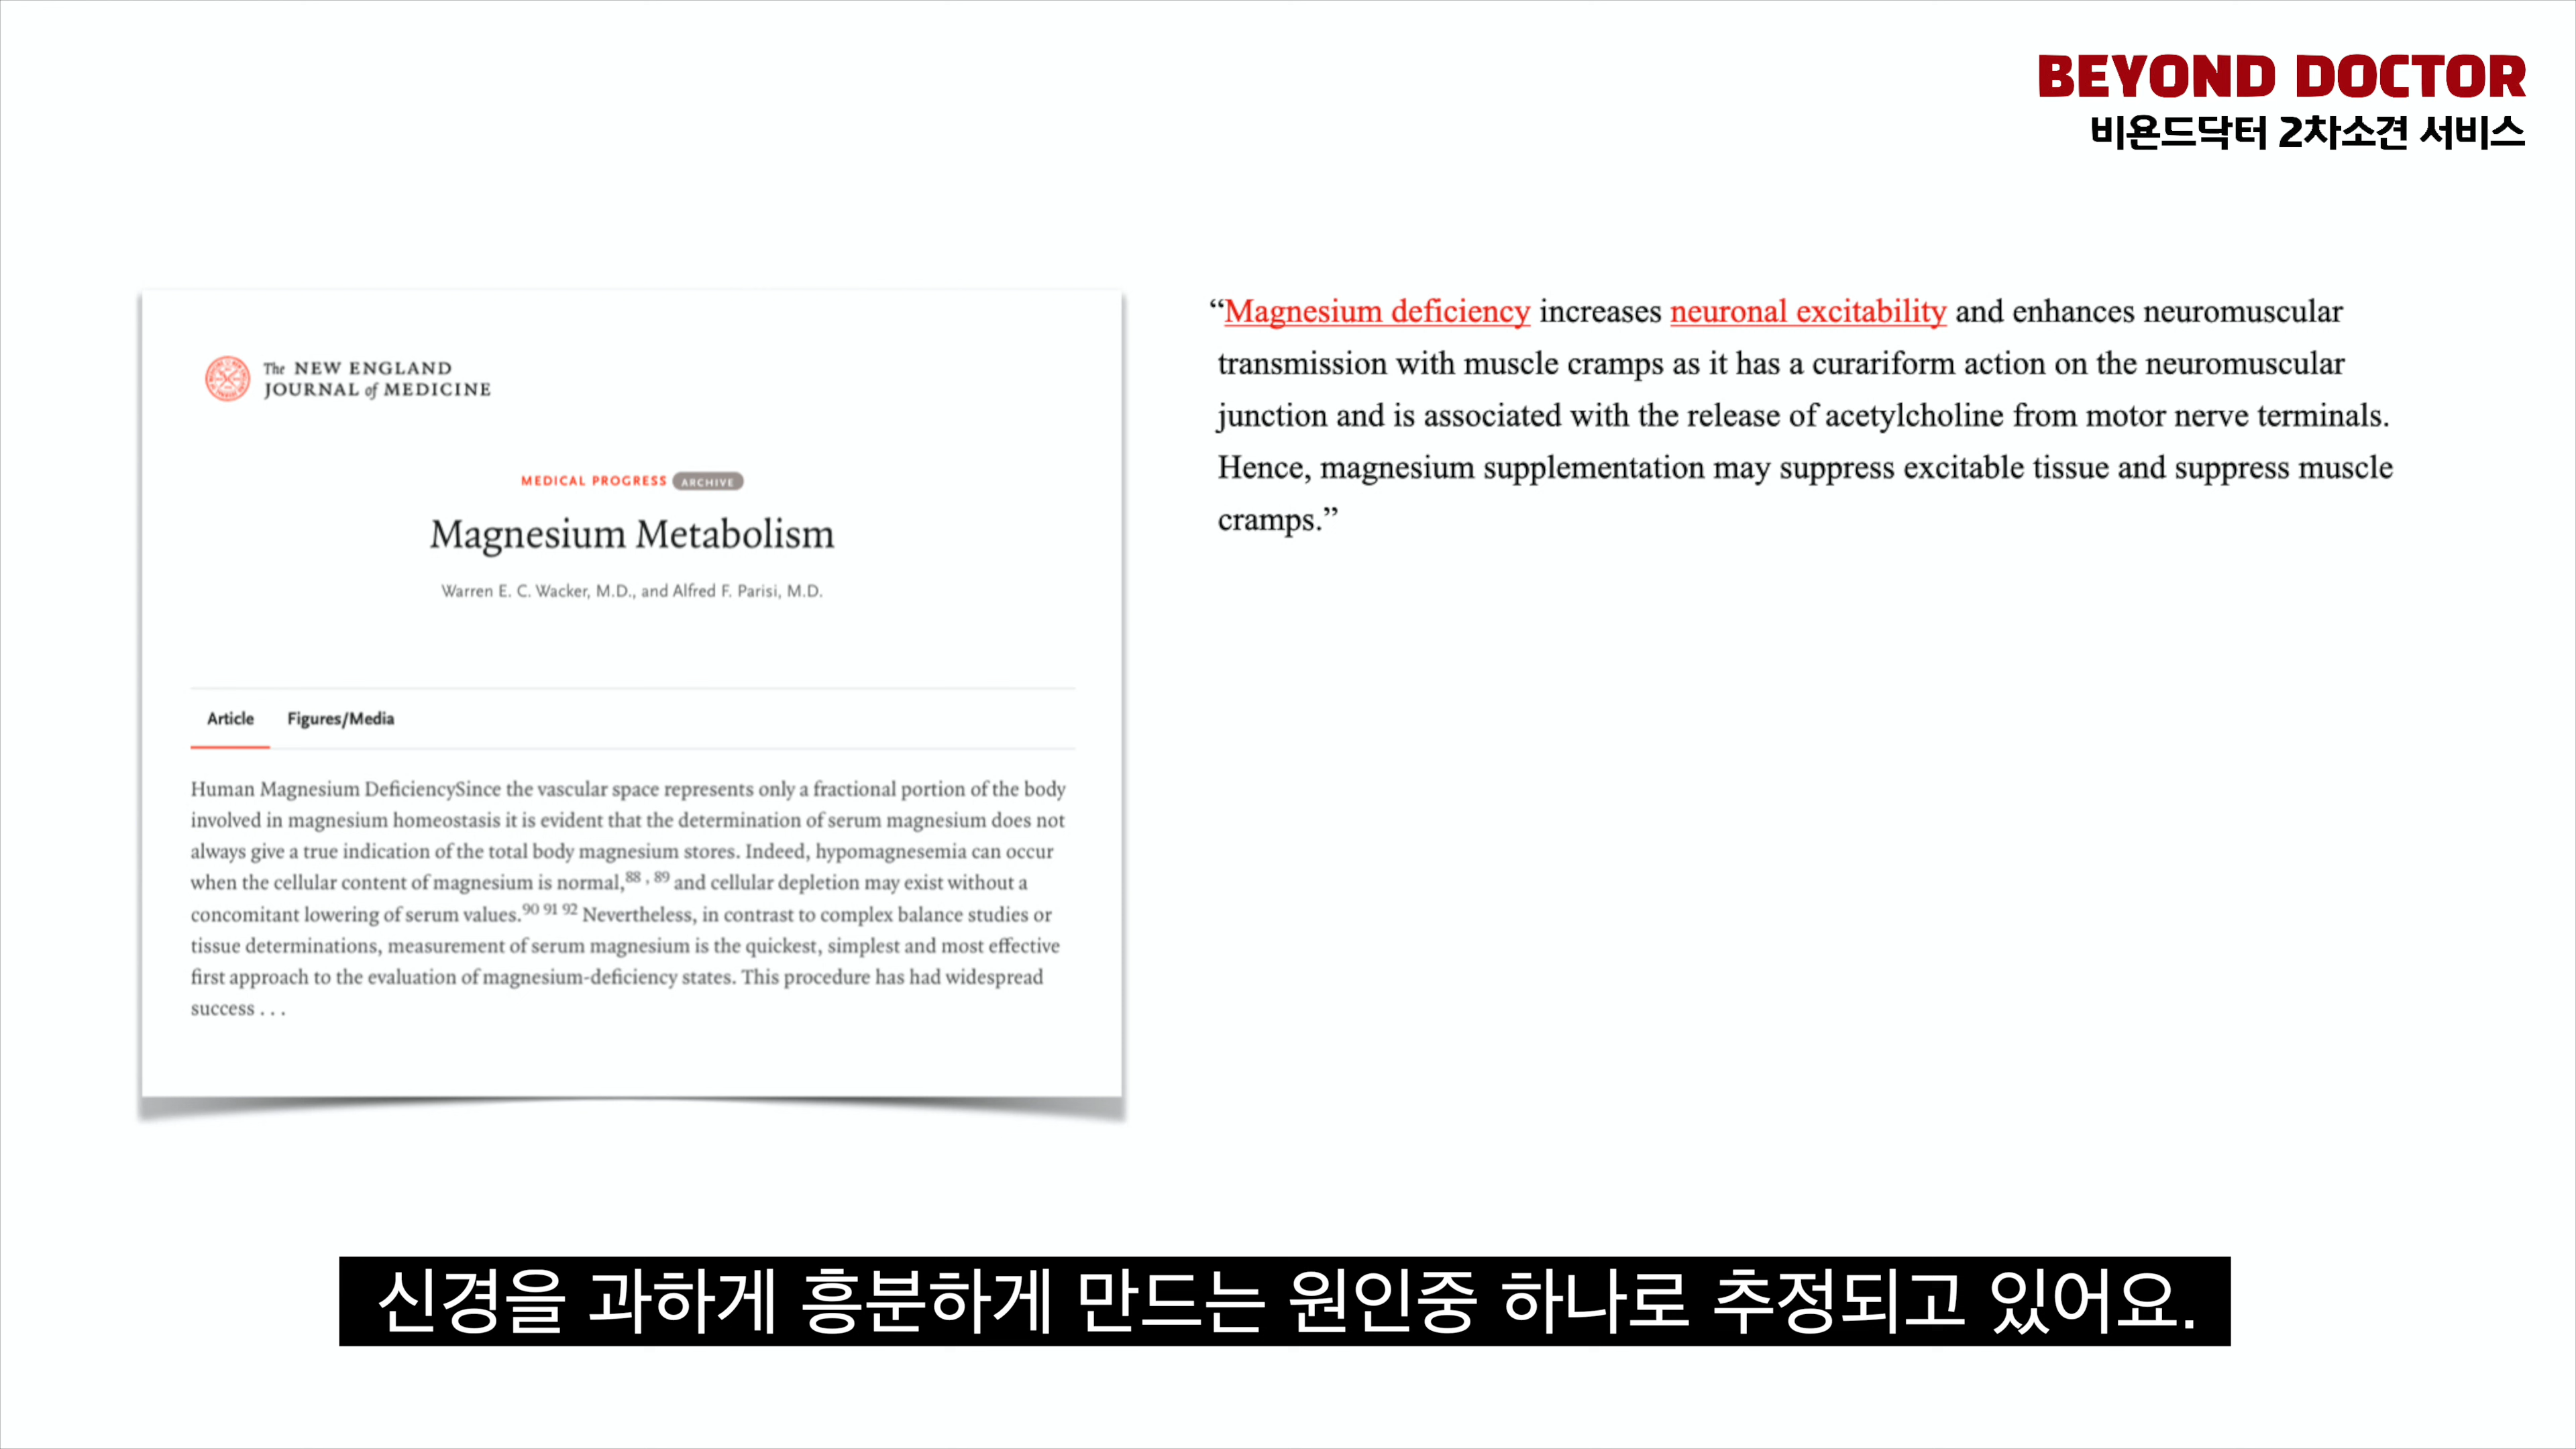 BEYOND DOCTOR
비욘드닥터 2차소견 서비스
The NEW ENGLAND
JOURNAL of MEDICINE
MEDICAL PROGRESS ARCHIVE
Magnesium Metabolism
Warren E. C. Wacker, M.D., and Alfred F. Parisi, M.D.
Article Figures/Media
Human Magnesium DeficiencySince the vascular space represents only a fractional portion of the body
involved in magnesium homeostasis it is evident that the determination of serum magnesium does not
always give a true indication of the total body magnesium stores. Indeed, hypomagnesemia can occur
when the cellular content of magnesium is normal,88 , 89 and cellular depletion may exist without a
concomitant lowering of serum values.90 91 92 Nevertheless, in contrast to complex balance studies or
tissue determinations, measurement of serum magnesium is the quickest, simplest and most effective
first approach to the evaluation of magnesium-deficiency states. This procedure has had widespread
success . . .
“Magnesium deficiency increases neuronal excitability and enhances neuromuscular
transmission with muscle cramps as it has a curariform action on the neuromuscular
junction and is associated with the release of acetylcholine from motor nerve terminals.
Hence, magnesium supplementation may suppress excitable tissue and suppress muscle
cramps.”
신경을 과하게 흥분하게 만드는 원인중 하나로 추정되고 있어요.